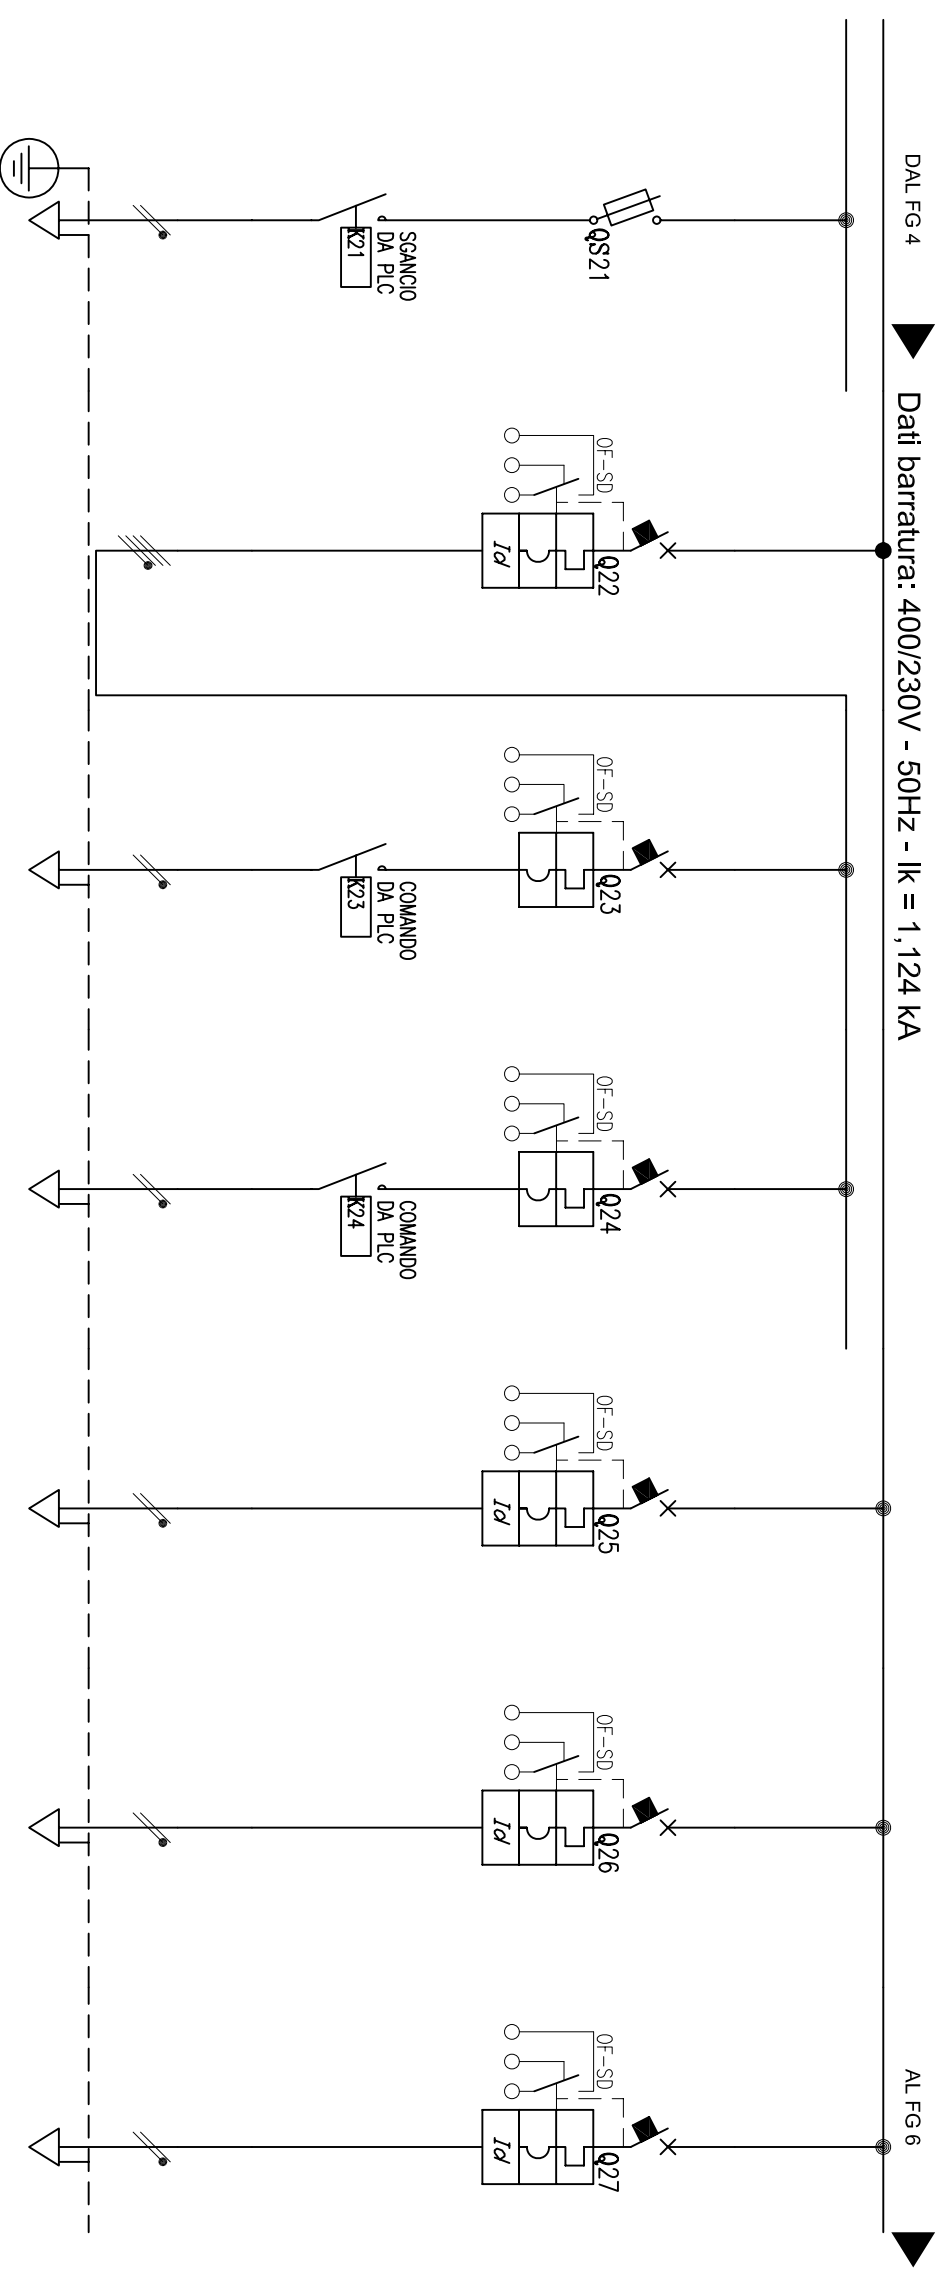 DAL FG 4
Dati barratura: 400/230V - 50Hz - Ik = 1,124 kA
AL FG 6
QS21
SGANCIO
DA PLC
K21
OF-SD
Q22
Id
OF-SD
Q23
COMANDO
DA PLC
K23
OF-SD
Q24
COMANDO
DA PLC
K24
OF-SD
Q25
Id
OF-SD
Q26
Id
OF-SD
Q27
Id